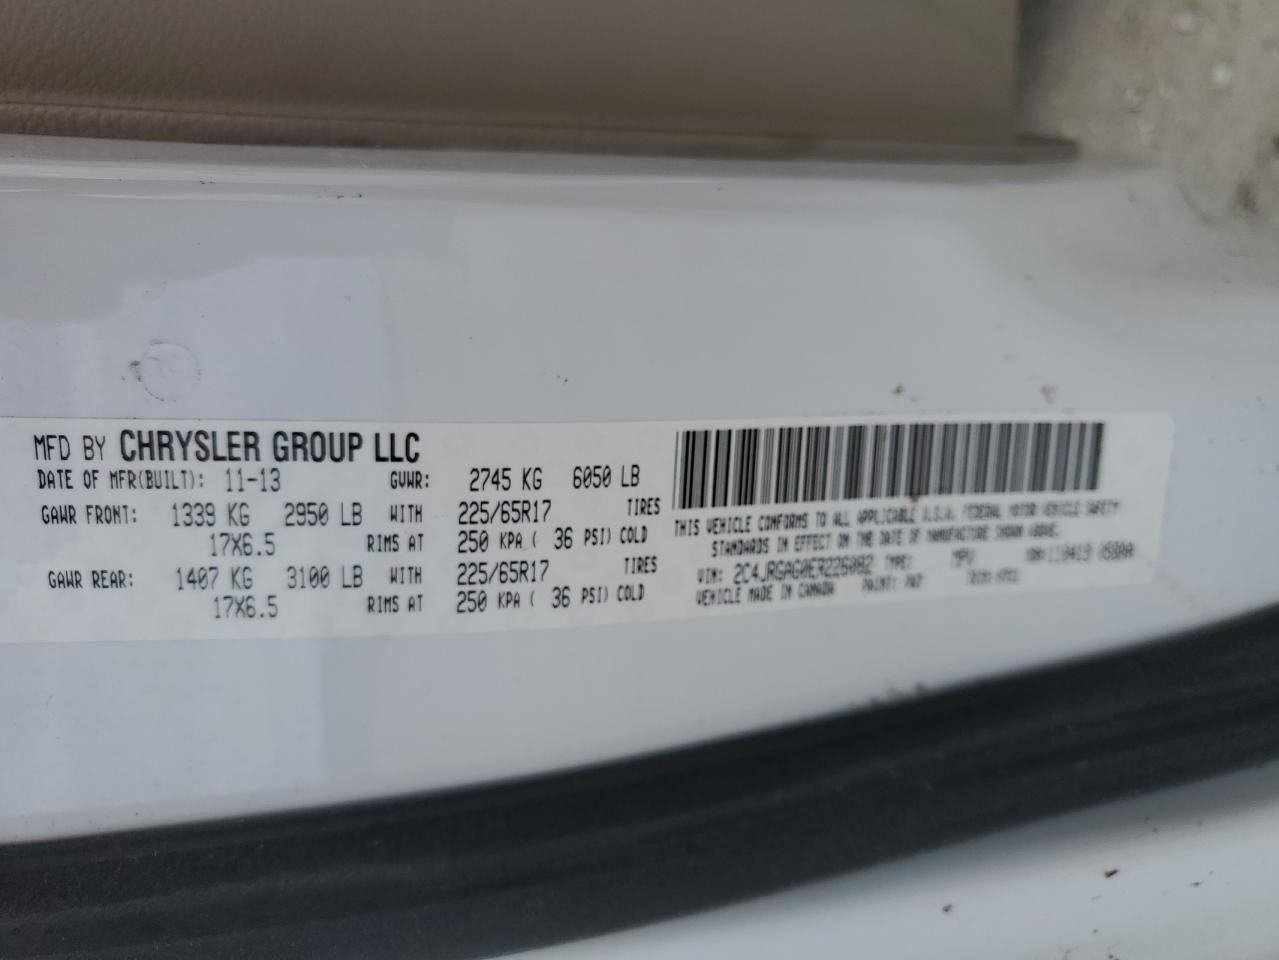 MFD BY CHRYSLER GROUP LLC
DATE OF MFR(BUILT): 11-13 GVWR: 2745 KG 6050 LB
GAWR FRONT: 1339 KG 2950 LB WITH 225/65R17 TIRES
17X6.5 RIMS AT 250 KPA ( 36 PSI) COLD
GAWR REAR: 1407 KG 3100 LB WITH 225/65R17 TIRES
17X6.5 RIMS AT 250 KPA ( 36 PSI) COLD
THIS VEHICLE CONFORMS TO ALL APPLICABLE U.S.A. FEDERAL MOTOR VEHICLE SAFETY
STANDARDS IN EFFECT ON THE DATE OF MANUFACTURE SHOWN ABOVE.
VIN: 2C4JRGAG0ER226082 TYPE: MPV
VEHICLE MADE IN CANADA PAINT: PW7